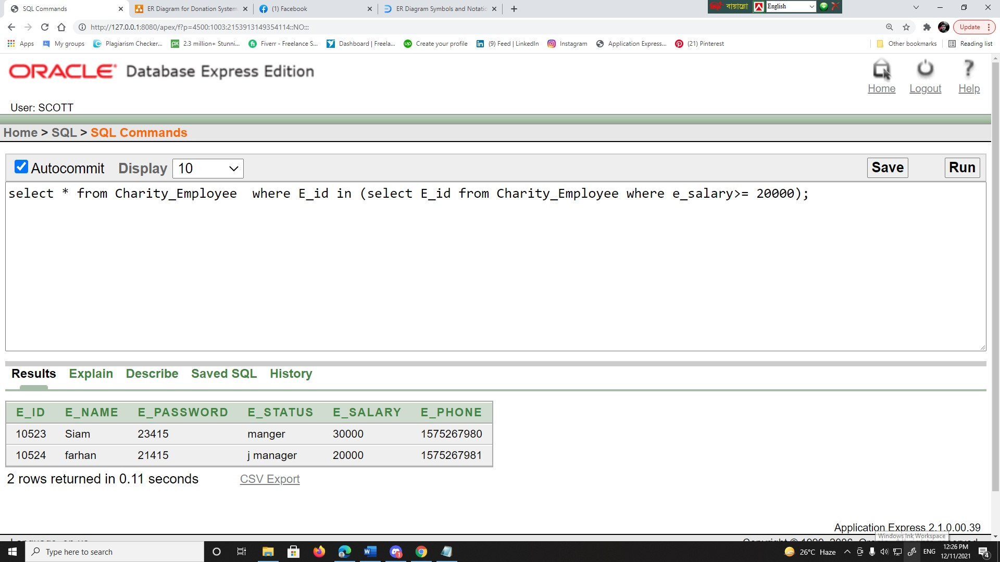 SQL Commands
ER Diagram for Donation System
(1) Facebook
ER Diagram Symbols and Notatic
বায়ান্নো
English
http://127.0.0.1:8080/apex/f?p=4500:1003:2153913149354114::NO:::
Update
Apps
My groups
Plagiarism Checker...
2.3 million+ Stunni...
Fiverr - Freelance S...
Dashboard | Freela...
Create your profile
(9) Feed | LinkedIn
Instagram
Application Express...
(21) Pinterest
Other bookmarks
Reading list
ORACLE Database Express Edition
Home Logout Help
User: SCOTT
Home > SQL > SQL Commands
Autocommit Display 10
Save Run
select * from Charity_Employee  where E_id in (select E_id from Charity_Employee where e_salary>= 20000);
Results Explain Describe Saved SQL History
E_ID E_NAME E_PASSWORD E_STATUS E_SALARY E_PHONE
10523 Siam 23415 manger 30000 1575267980
10524 farhan 21415 j manager 20000 1575267981
2 rows returned in 0.11 seconds CSV Export
Application Express 2.1.0.00.39
Windows Ink Workspace
Type here to search
26°C Haze
ENG
12:26 PM
12/11/2021
4